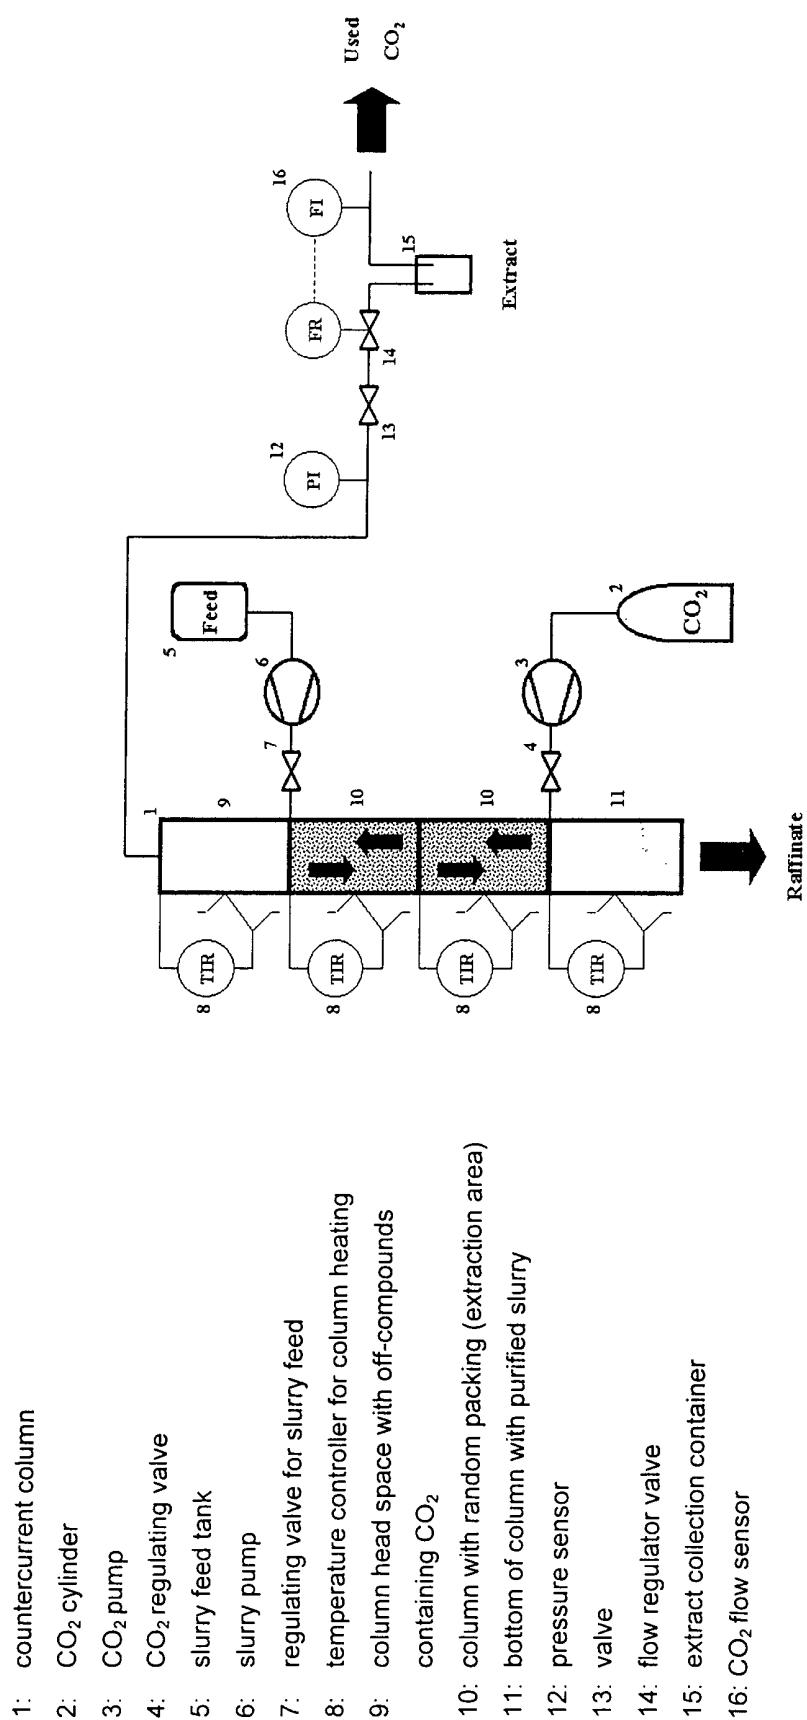 Used
CO₂
16
FI
FR
15
Extract
14
13
12
PI
5
Feed
6
7
2
CO₂
3
4
1
9
10
10
11
Raffinate
TIR
TIR
TIR
TIR
8
8
8
8
1: countercurrent column
2: CO₂ cylinder
3: CO₂ pump
4: CO₂ regulating valve
5: slurry feed tank
6: slurry pump
7: regulating valve for slurry feed
8: temperature controller for column heating
9: column head space with off-compounds
containing CO₂
10: column with random packing (extraction area)
11: bottom of column with purified slurry
12: pressure sensor
13: valve
14: flow regulator valve
15: extract collection container
16: CO₂ flow sensor